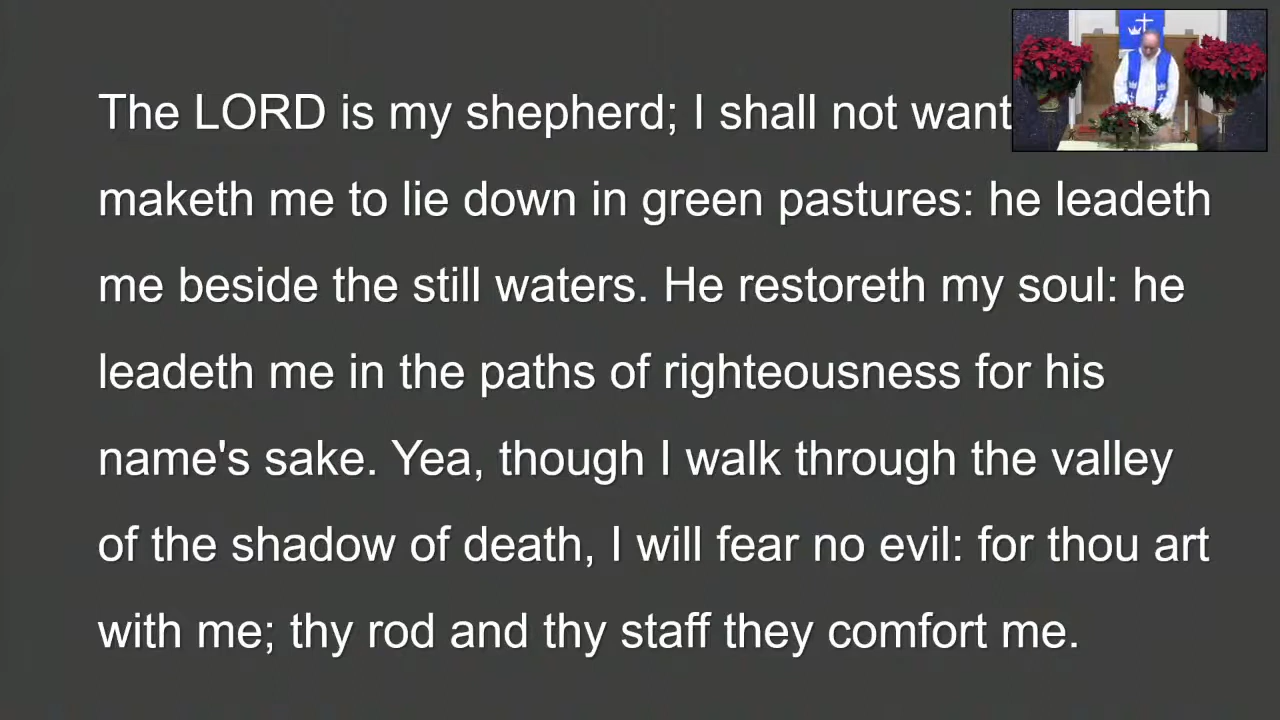 The LORD is my shepherd; I shall not want
maketh me to lie down in green pastures: he leadeth
me beside the still waters. He restoreth my soul: he
leadeth me in the paths of righteousness for his
name's sake. Yea, though I walk through the valley
of the shadow of death, I will fear no evil: for thou art
with me; thy rod and thy staff they comfort me.